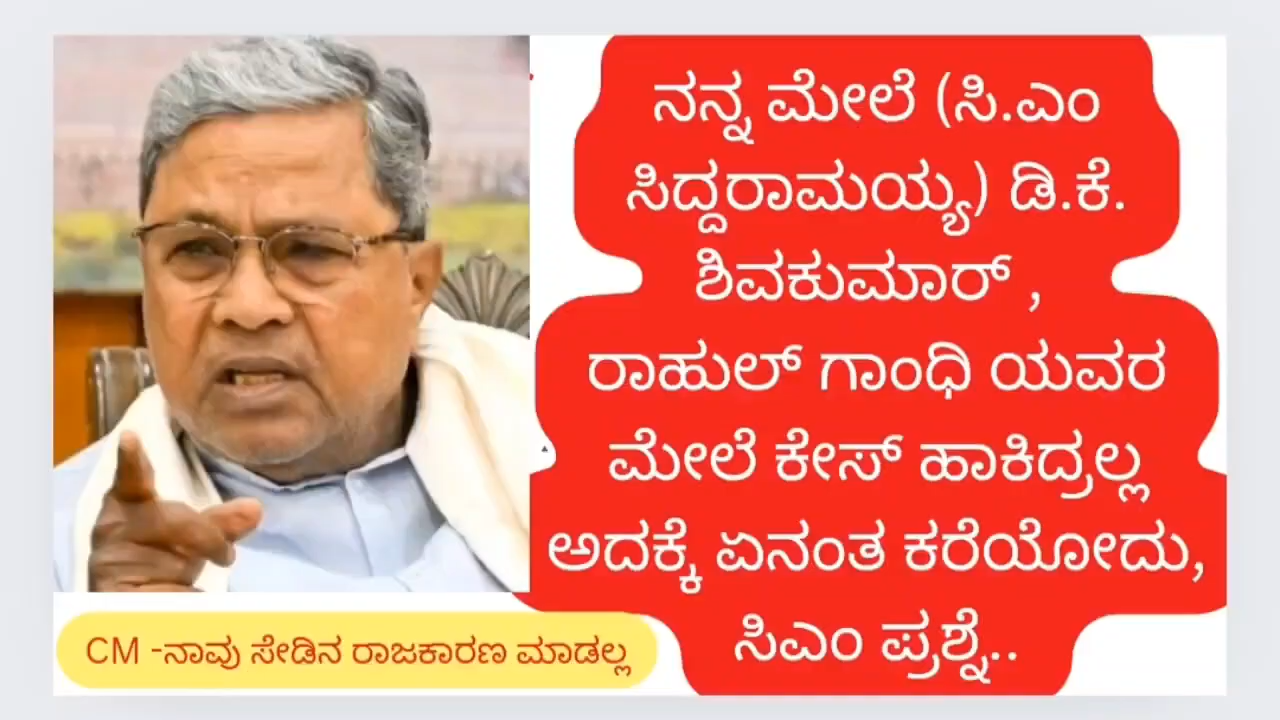 ನನ್ನ ಮೇಲೆ (ಸಿ.ಎಂ
ಸಿದ್ದರಾಮಯ್ಯ) ಡಿ.ಕೆ.
ಶಿವಕುಮಾರ್ ,
ರಾಹುಲ್ ಗಾಂಧಿ ಯವರ
ಮೇಲೆ ಕೇಸ್ ಹಾಕಿದ್ರಲ್ಲ
ಅದಕ್ಕೆ ಏನಂತ ಕರೆಯೋದು,
ಸಿಎಂ ಪ್ರಶ್ನೆ..
CM -ನಾವು ಸೇಡಿನ ರಾಜಕಾರಣ ಮಾಡಲ್ಲ